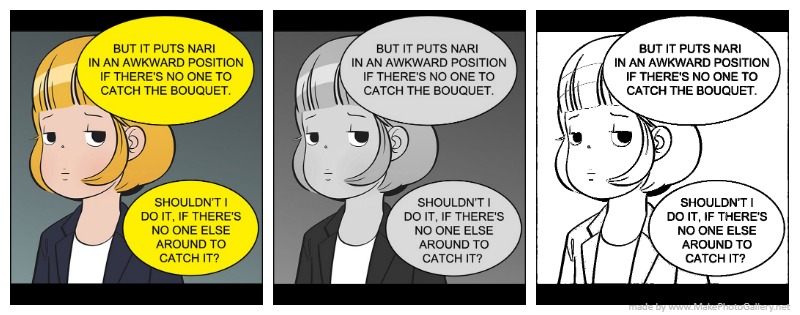 BUT IT PUTS NARI
IN AN AWKWARD POSITION
IF THERE'S NO ONE TO
CATCH THE BOUQUET.
SHOULDN'T I
DO IT, IF THERE'S
NO ONE ELSE
AROUND TO
CATCH IT?
BUT IT PUTS NARI
IN AN AWKWARD POSITION
IF THERE'S NO ONE TO
CATCH THE BOUQUET.
SHOULDN'T I
DO IT, IF THERE'S
NO ONE ELSE
AROUND TO
CATCH IT?
BUT IT PUTS NARI
IN AN AWKWARD POSITION
IF THERE'S NO ONE TO
CATCH THE BOUQUET.
SHOULDN'T I
DO IT, IF THERE'S
NO ONE ELSE
AROUND TO
CATCH IT?
made by www.MakePhotoGallery.net